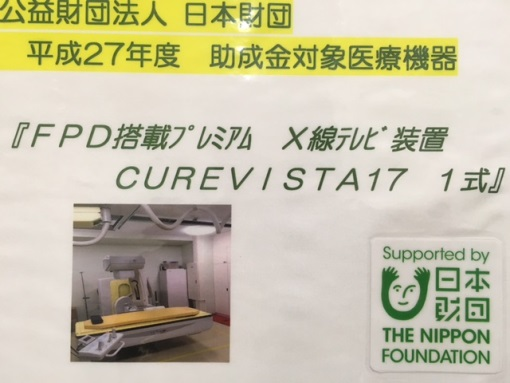 公益財団法人 日本財団
平成27年度 助成金対象医療機器
『FPD搭載ﾌﾟﾚﾐｱﾑ X線ﾃﾚﾋﾞ装置
CUREVISTA17 1式』
Supported by
日本
財団
THE NIPPON
FOUNDATION